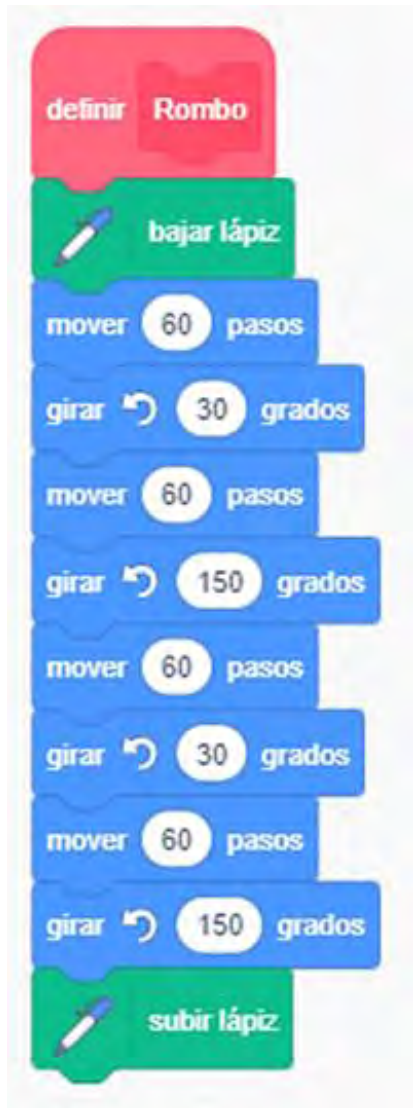 definir Rombo
bajar lápiz
mover 60 pasos
girar 30 grados
mover 60 pasos
girar 150 grados
mover 60 pasos
girar 30 grados
mover 60 pasos
girar 150 grados
subir lápiz